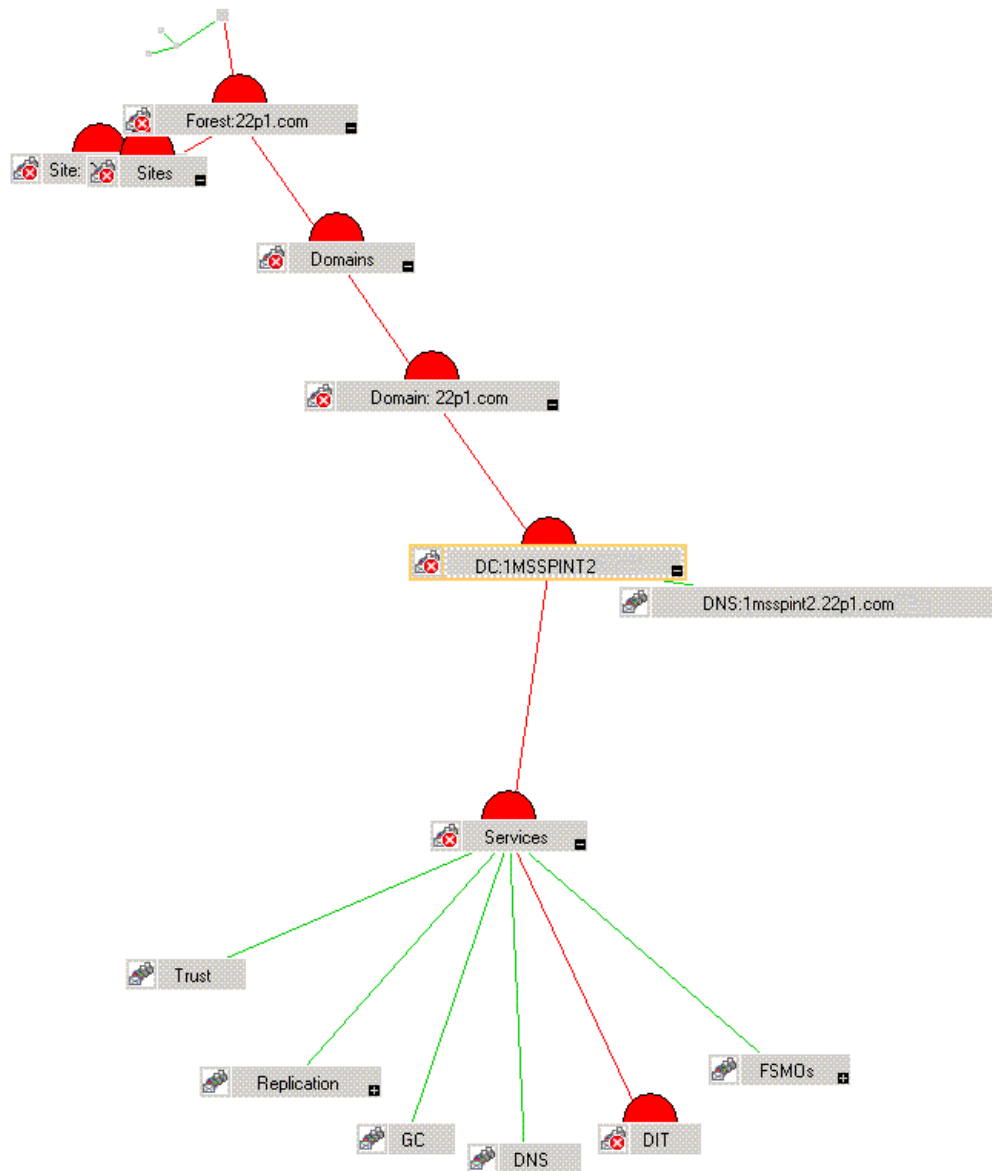 Forest:22p1.com
Site:
Sites
Domains
Domain: 22p1.com
DC:1MSSPINT2
DNS:1msspint2.22p1.com
Services
Trust
Replication
GC
DNS
DIT
FSMOs